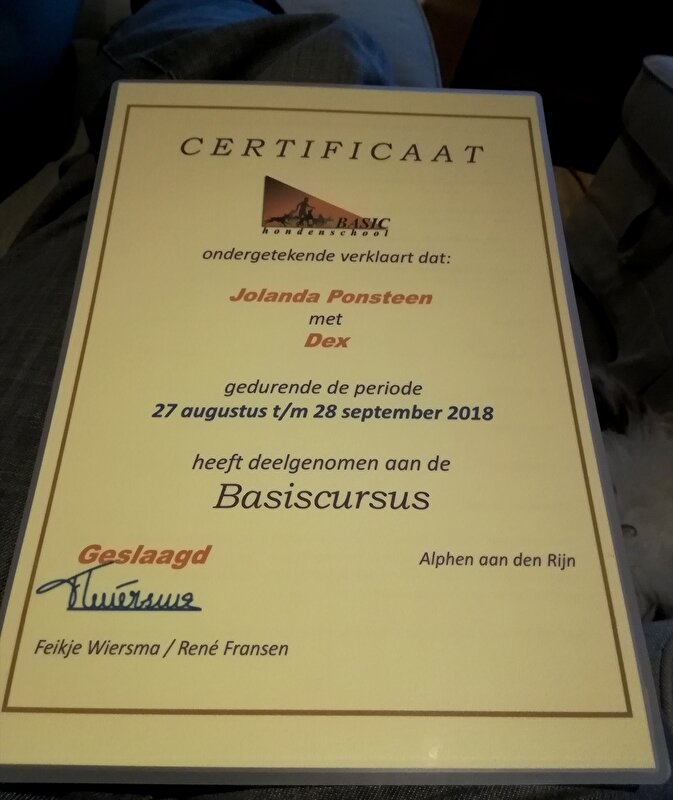 CERTIFICAAT
BASIC
hondenschool
ondergetekende verklaart dat:
Jolanda Ponsteen
met
Dex
gedurende de periode
27 augustus t/m 28 september 2018
heeft deelgenomen aan de
Basiscursus
Geslaagd
Alphen aan den Rijn
FWiersma
Feikje Wiersma / René Fransen